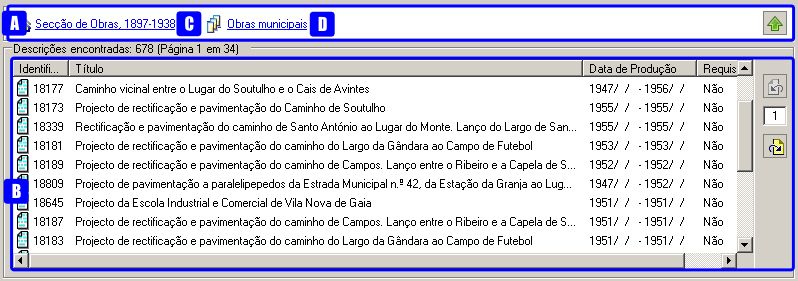 A Secção de Obras, 1897-1938 C Obras municipais D
Descrições encontradas: 678 (Página 1 em 34)
Identifi... Título Data de Produção Requis
18177 Caminho vicinal entre o Lugar do Soutulho e o Cais de Avintes 1947/ / - 1956/ / Não
18173 Projecto de rectificação e pavimentação do Caminho de Soutulho 1955/ / - 1955/ / Não
1
18339 Rectificação e pavimentação do caminho de Santo António ao Lugar do Monte. Lanço do Largo de San... 1955/ / - 1955/ / Não
18181 Projecto de rectificação e pavimentação do caminho do Largo da Gândara ao Campo de Futebol 1953/ / - 1953/ / Não
18189 Projecto de rectificação e pavimentação do caminho de Campos. Lanço entre o Ribeiro e a Capela de S... 1952/ / - 1952/ / Não
B 18809 Projecto de pavimentação a paralelipepedos da Estrada Municipal n.º 42, da Estação da Granja ao Lug... 1947/ / - 1952/ / Não
18645 Projecto da Escola Industrial e Comercial de Vila Nova de Gaia 1951/ / - 1951/ / Não
18187 Projecto de rectificação e pavimentação do caminho de Campos. Lanço entre o Ribeiro e a Capela de S... 1951/ / - 1951/ / Não
18183 Projecto de rectificação e pavimentação do caminho do Largo da Gândara ao Campo de Futebol 1951/ / - 1951/ / Não